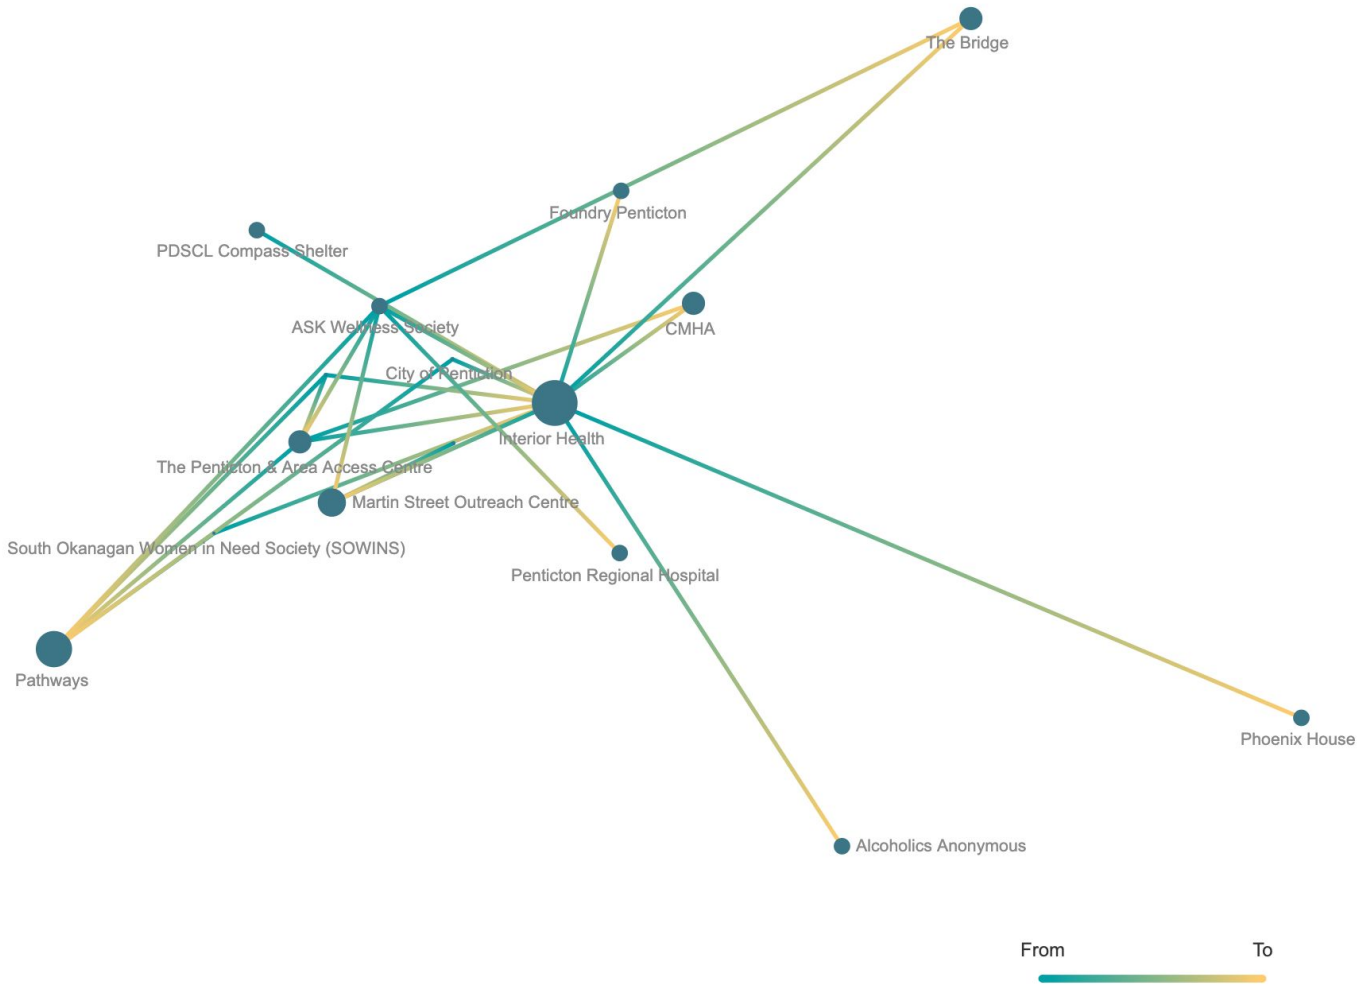 The Bridge
Foundry Penticton
PDSCL Compass Shelter
ASK Wellness Society
CMHA
City of Pentiction
Interior Health
The Penticton & Area Access Centre
Martin Street Outreach Centre
South Okanagan Women in Need Society (SOWINS)
Penticton Regional Hospital
Pathways
Phoenix House
Alcoholics Anonymous
From To